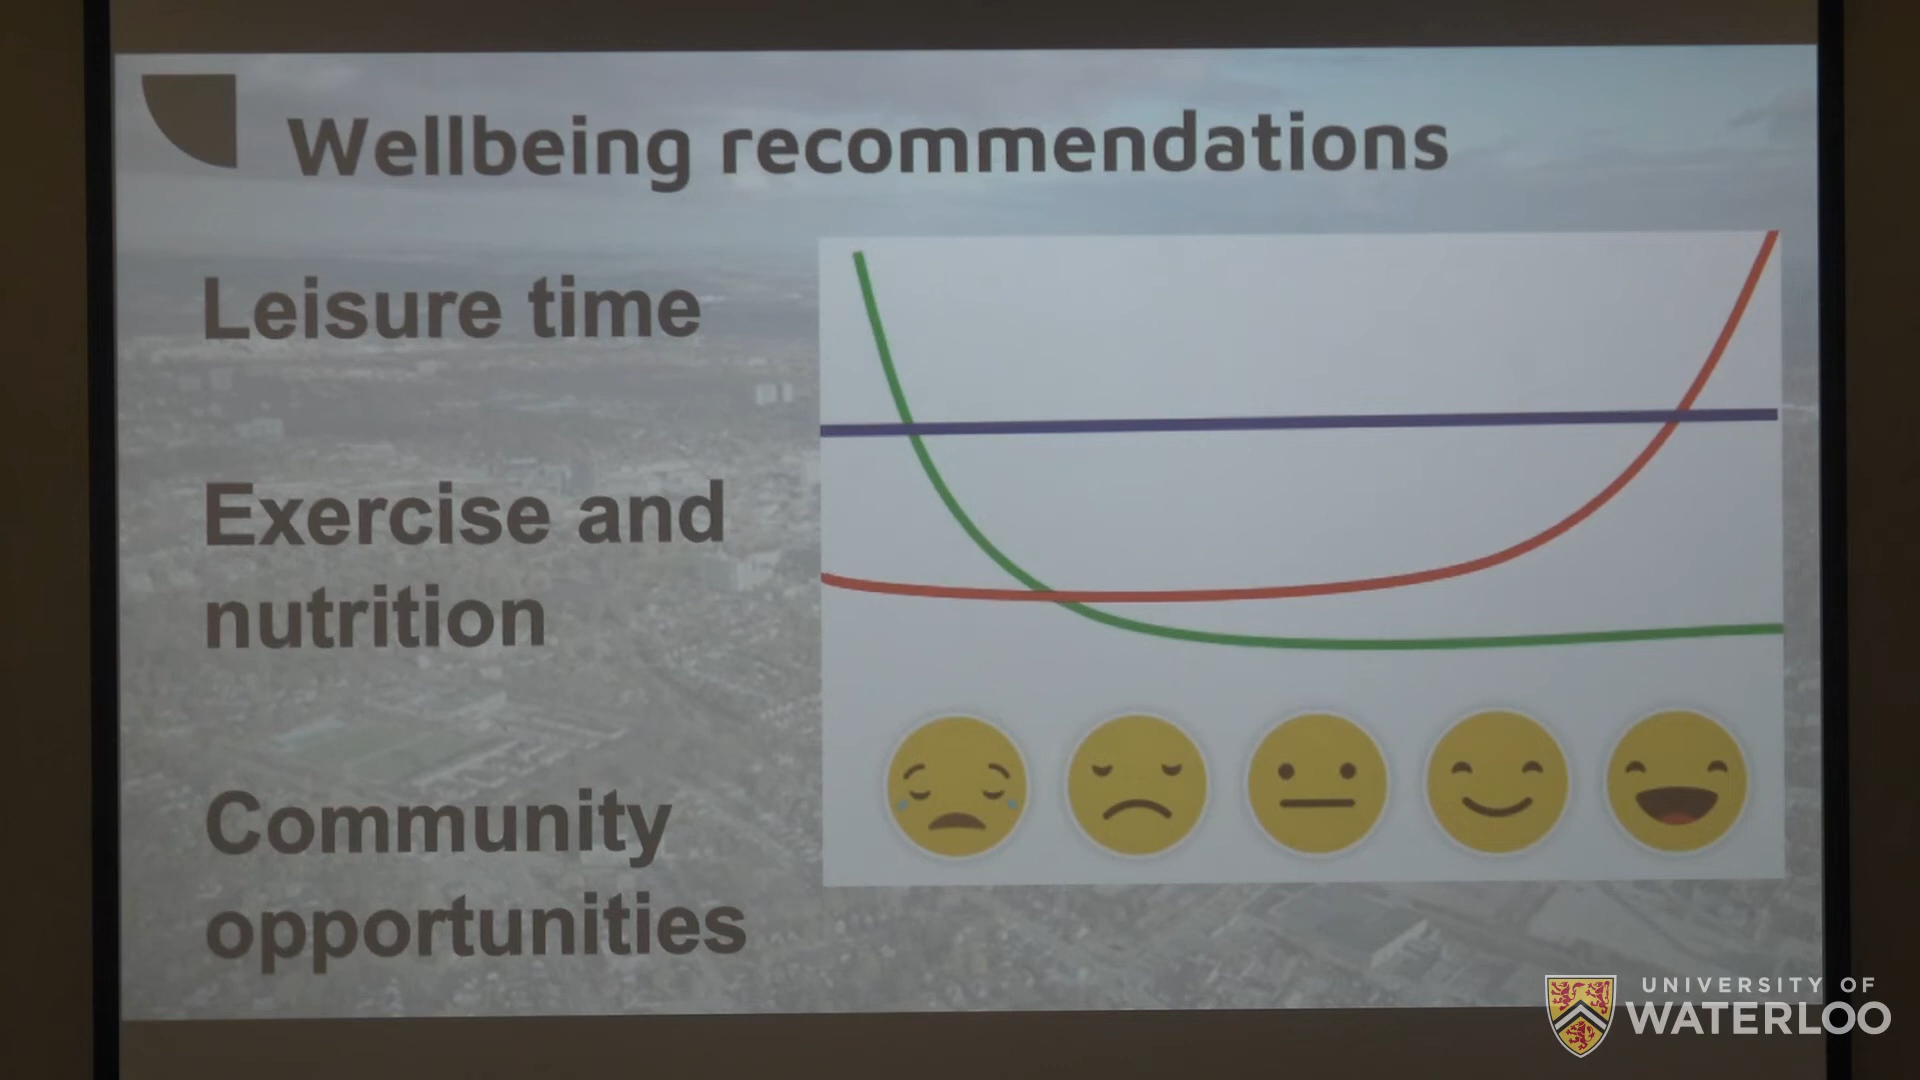 Wellbeing recommendations
Leisure time
Exercise and
nutrition
Community
opportunities
UNIVERSITY OF
WATERLOO